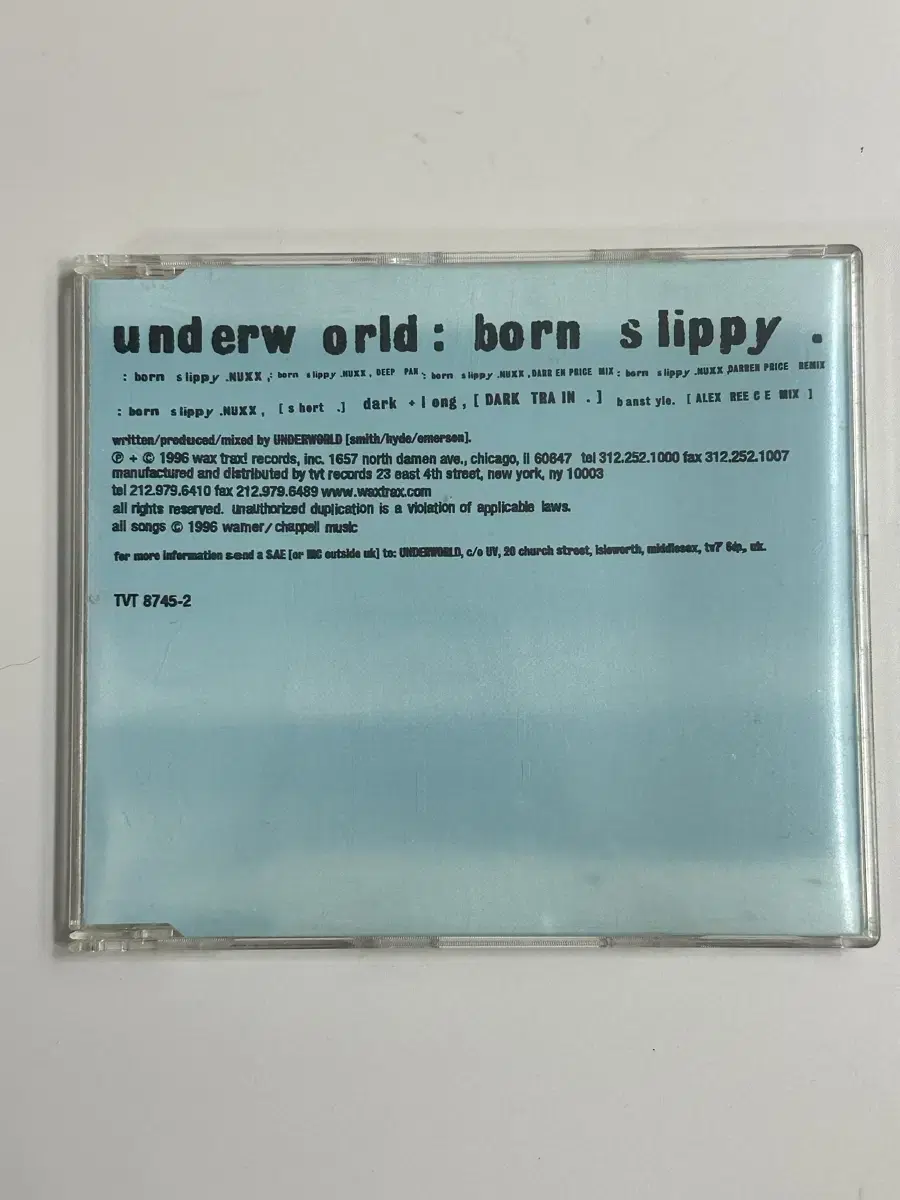 underw orld: born slippy .
: born slippy .NUXX ,: born slippy .NUXX , DEEP PAN ; born slippy .NUXX ,DARR EN PRICE MIX : born slippy .NUXX ,DARREN PRICE REMIX
: born slippy .NUXX , [s hort .] dark + l ong, [ DARK TRA IN . ] banst yle. [ ALEX REE C E MIX ]
written/produced/mixed by UNDERWORLD [smith/hyde/emerson].
℗ + © 1996 wax trax! records, inc. 1657 north damen ave., chicago, il 60647 tel 312.252.1000 fax 312.252.1007
manufactured and distributed by tvt records 23 east 4th street, new york, ny 10003
tel 212.979.6410 fax 212.979.6489 www.waxtrax.com
all rights reserved. unauthorized duplication is a violation of applicable laws.
all songs © 1996 warner/chappell music
for more information send a SAE [or IRC outside uk] to: UNDERWORLD, c/o UV, 20 church street, isleworth, middlesex, tw7 6dp, uk.
TVT 8745-2